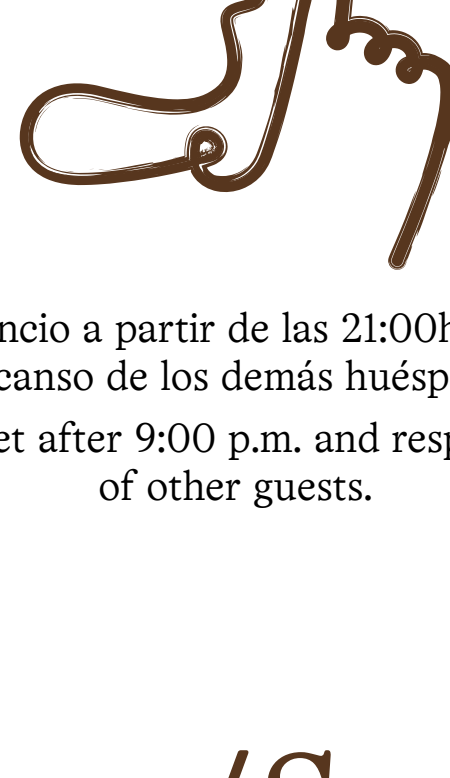 ncio a partir de las 21:00h
canso de los demás huésp
et after 9:00 p.m. and resp
of other guests.